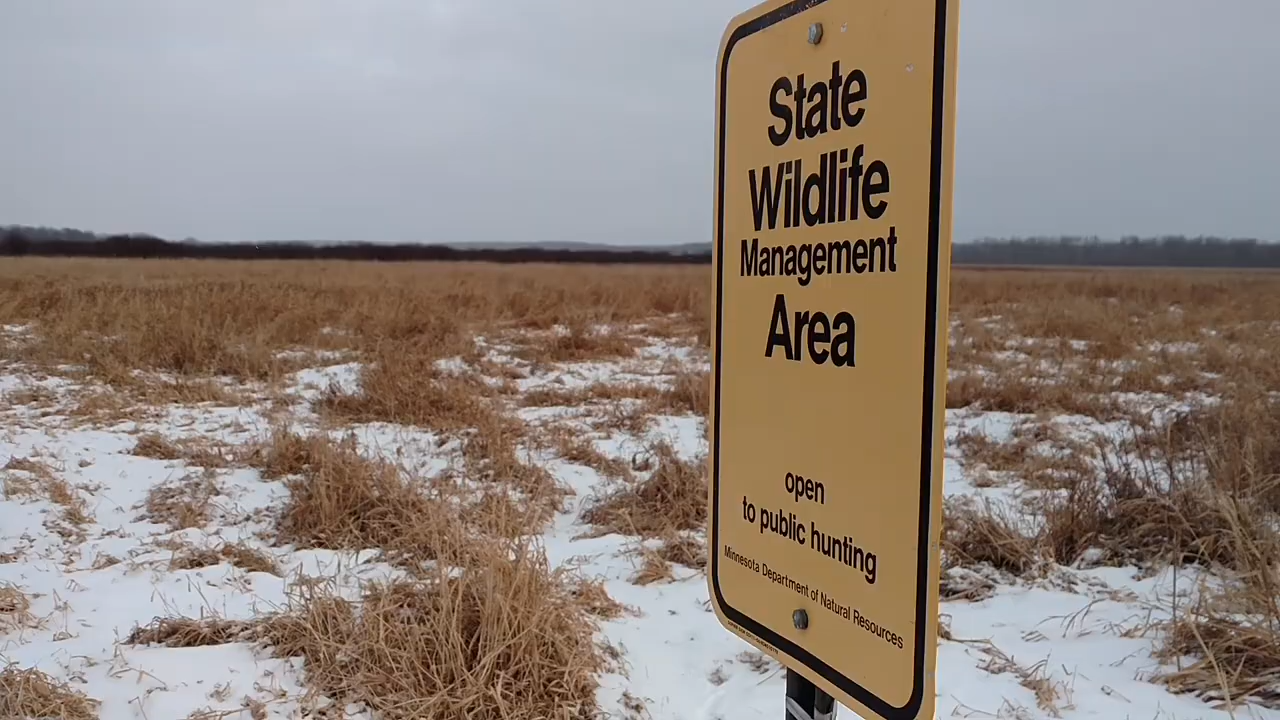 State
Wildlife
Management
Area
open
to public hunting
Minnesota Department of Natural Resources